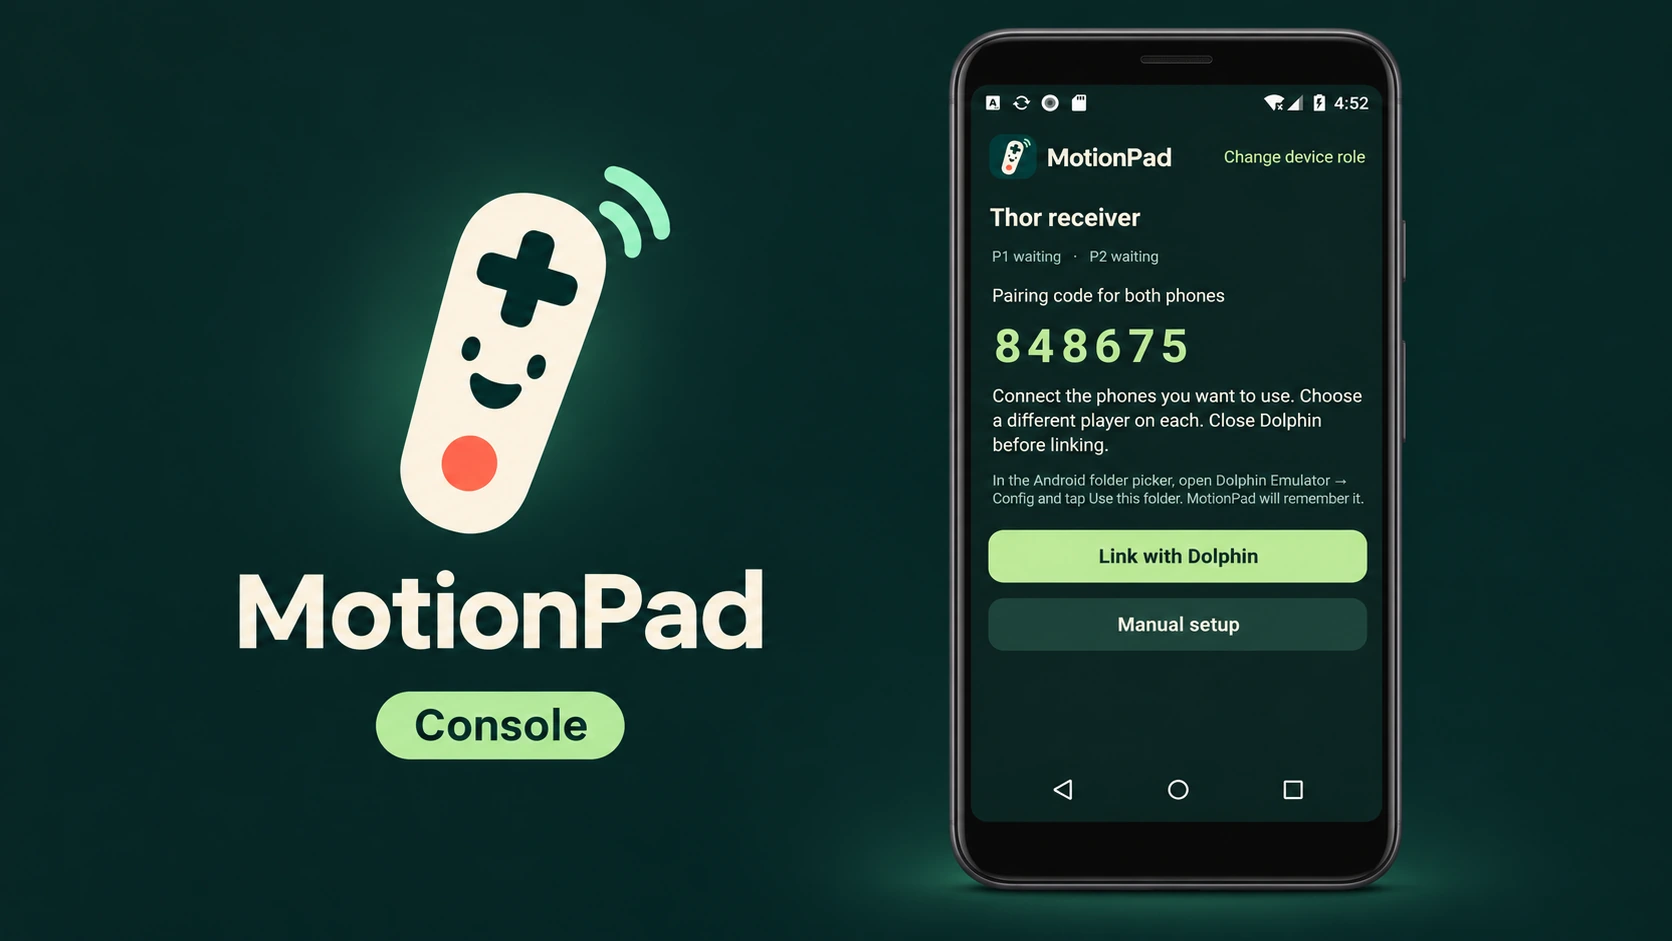 MotionPad
Console
4:52
MotionPad
Change device role
Thor receiver
P1 waiting · P2 waiting
Pairing code for both phones
848675
Connect the phones you want to use. Choose
a different player on each. Close Dolphin
before linking.
In the Android folder picker, open Dolphin Emulator →
Config and tap Use this folder. MotionPad will remember it.
Link with Dolphin
Manual setup